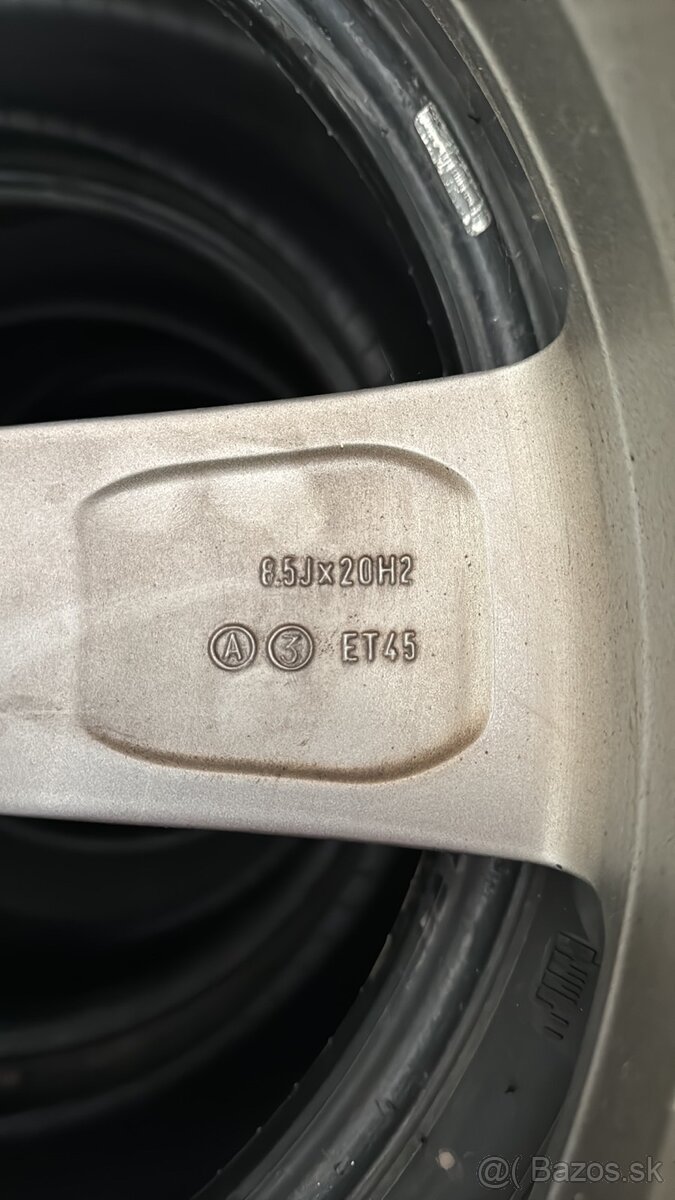 8.5Jx20H2
Ⓐ ③ ET45
@( Bazos.sk